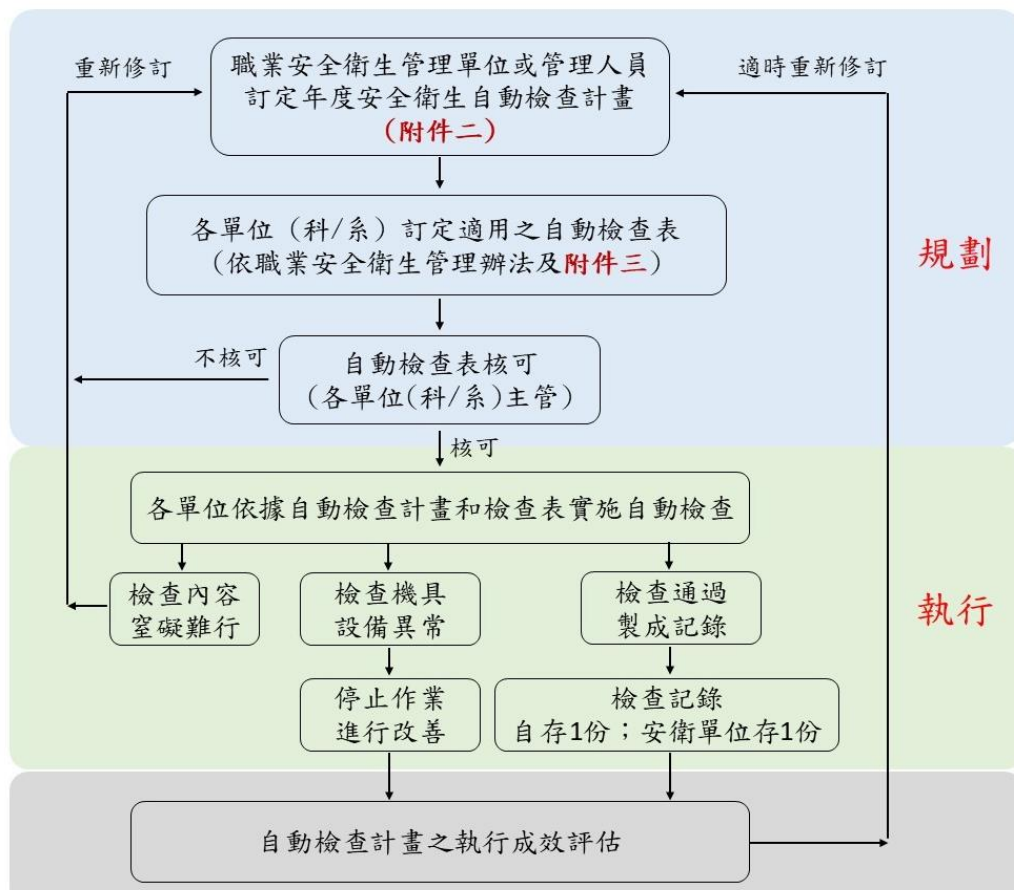 重新修訂
職業安全衛生管理單位或管理人員
訂定年度安全衛生自動檢查計畫
(附件二)
適時重新修訂
各單位（科/系）訂定適用之自動檢查表
（依職業安全衛生管理辦法及附件三）
規劃
不核可
自動檢查表核可
(各單位(科/系)主管)
核可
各單位依據自動檢查計畫和檢查表實施自動檢查
檢查內容
窒礙難行
檢查機具
設備異常
檢查通過
製成記錄
執行
停止作業
進行改善
檢查記錄
自存1份；安衛單位存1份
自動檢查計畫之執行成效評估